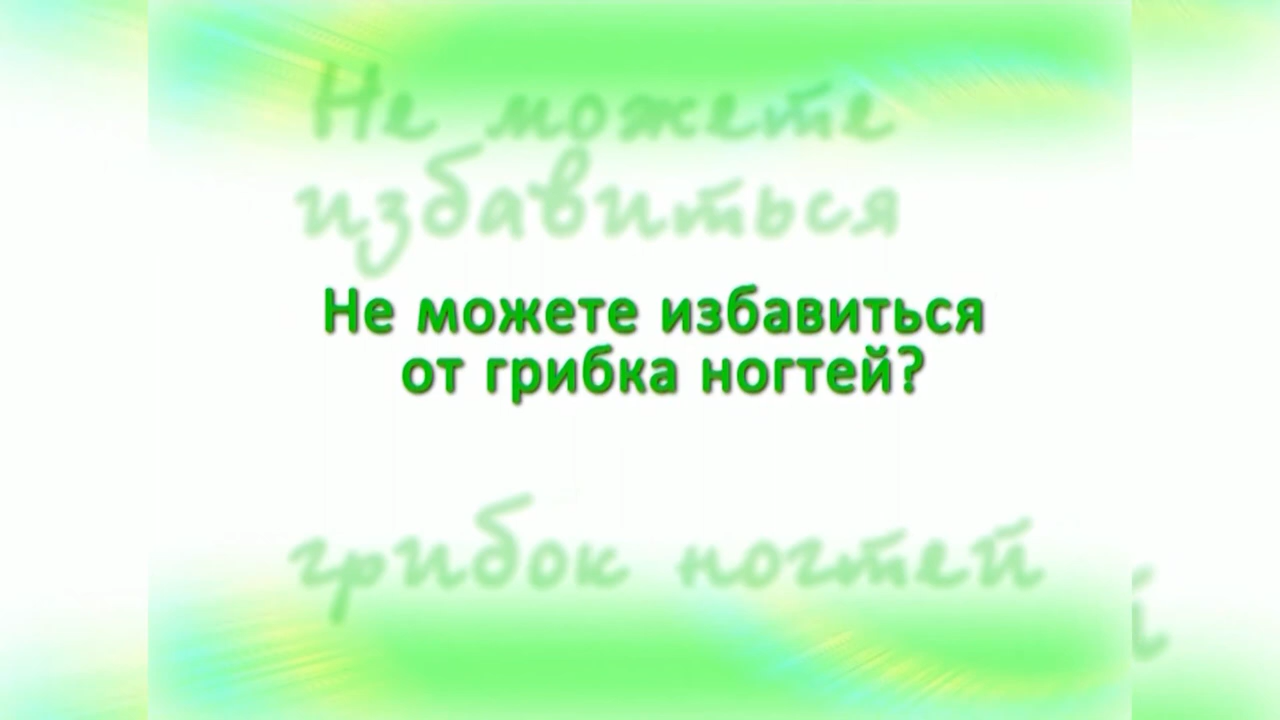 Не можете
избавиться
Не можете избавиться
от грибка ногтей?
грибок ногтей
й